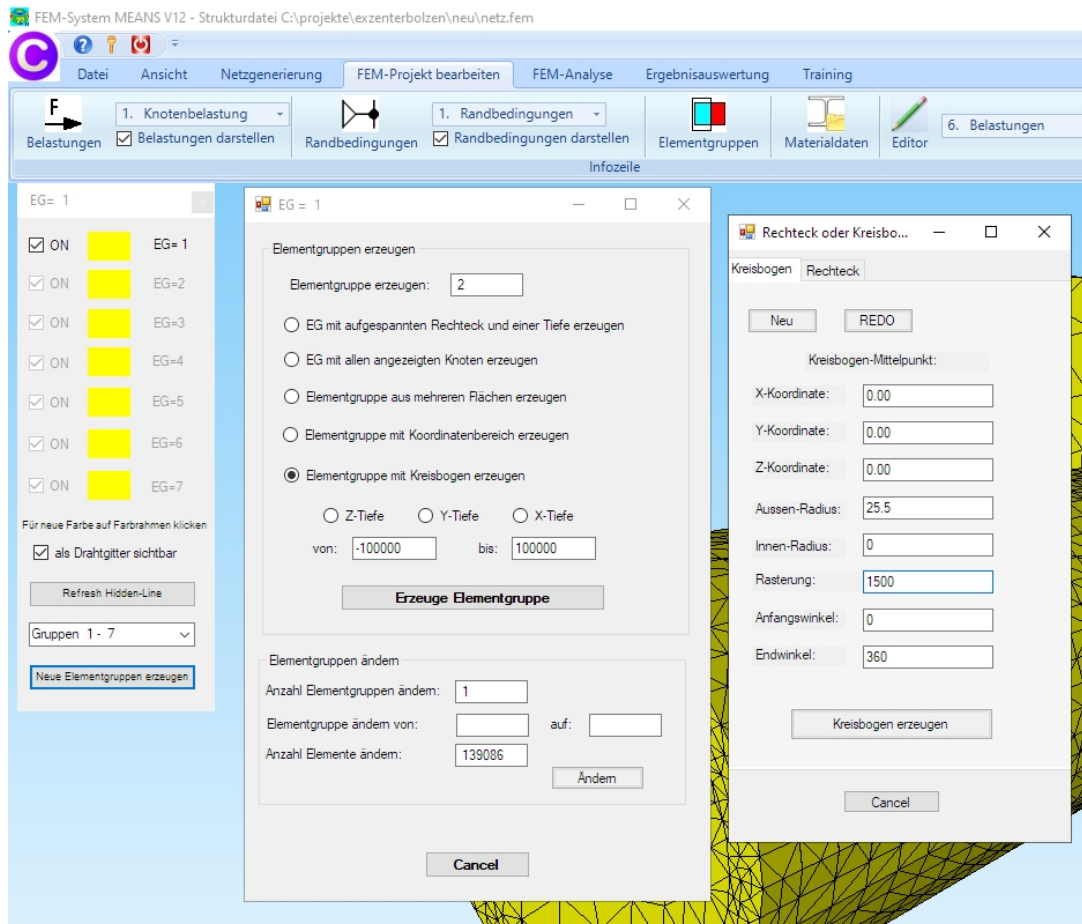 FEM-System MEANS V12 - Strukturdatei C:\projekte\exzenterbolzen\neu\netz.fem
C
Datei Ansicht Netzgenerierung FEM-Projekt bearbeiten FEM-Analyse Ergebnisauswertung Training
F
Belastungen
1. Knotenbelastung
Belastungen darstellen
Randbedingungen
1. Randbedingungen
Randbedingungen darstellen
Elementgruppen
Materialdaten
Editor
6. Belastungen
Infozeile
EG= 1
x
ON EG= 1
ON EG=2
ON EG=3
ON EG=4
ON EG=5
ON EG=6
ON EG=7
Für neue Farbe auf Farbrahmen klicken
als Drahtgitter sichtbar
Refresh Hidden-Line
Gruppen 1 - 7
Neue Elementgruppen erzeugen
EG = 1
Elementgruppen erzeugen
Elementgruppe erzeugen: 2
EG mit aufgespannten Rechteck und einer Tiefe erzeugen
EG mit allen angezeigten Knoten erzeugen
Elementgruppe aus mehreren Flächen erzeugen
Elementgruppe mit Koordinatenbereich erzeugen
Elementgruppe mit Kreisbogen erzeugen
Z-Tiefe Y-Tiefe X-Tiefe
von: -100000 bis: 100000
Erzeuge Elementgruppe
Elementgruppen ändern
Anzahl Elementgruppen ändern: 1
Elementgruppe ändern von: auf:
Anzahl Elemente ändern: 139086
Ändern
Cancel
Rechteck oder Kreisbo...
Kreisbogen Rechteck
Neu REDO
Kreisbogen-Mittelpunkt:
X-Koordinate: 0.00
Y-Koordinate: 0.00
Z-Koordinate: 0.00
Aussen-Radius: 25.5
Innen-Radius: 0
Rasterung: 1500
Anfangswinkel: 0
Endwinkel: 360
Kreisbogen erzeugen
Cancel